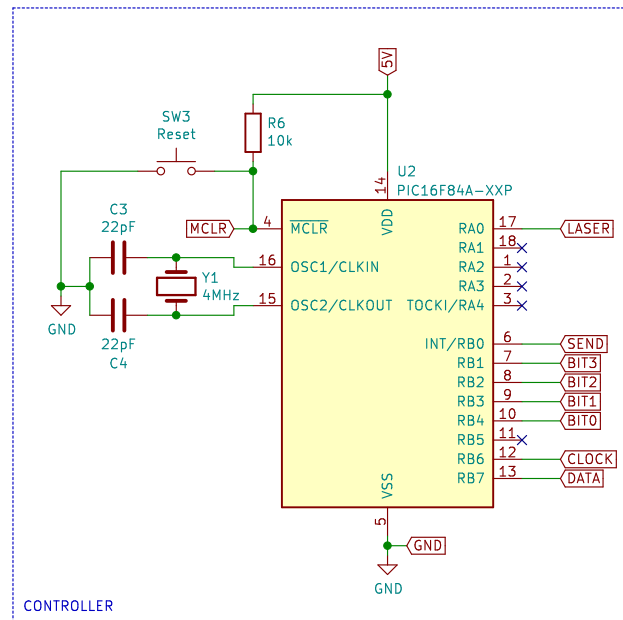 5V
SW3
Reset
R6
10k
U2
PIC16F84A-XXP
14
VDD
C3
22pF
MCLR
4
MCLR
RA0
17
LASER
RA1
18
16
OSC1/CLKIN
RA2
1
Y1
4MHz
RA3
2
15
OSC2/CLKOUT
TOCKI/RA4
3
GND
22pF
C4
INT/RB0
6
SEND
RB1
7
BIT3
RB2
8
BIT2
RB3
9
BIT1
RB4
10
BIT0
RB5
11
RB6
12
CLOCK
RB7
13
DATA
VSS
5
GND
GND
CONTROLLER